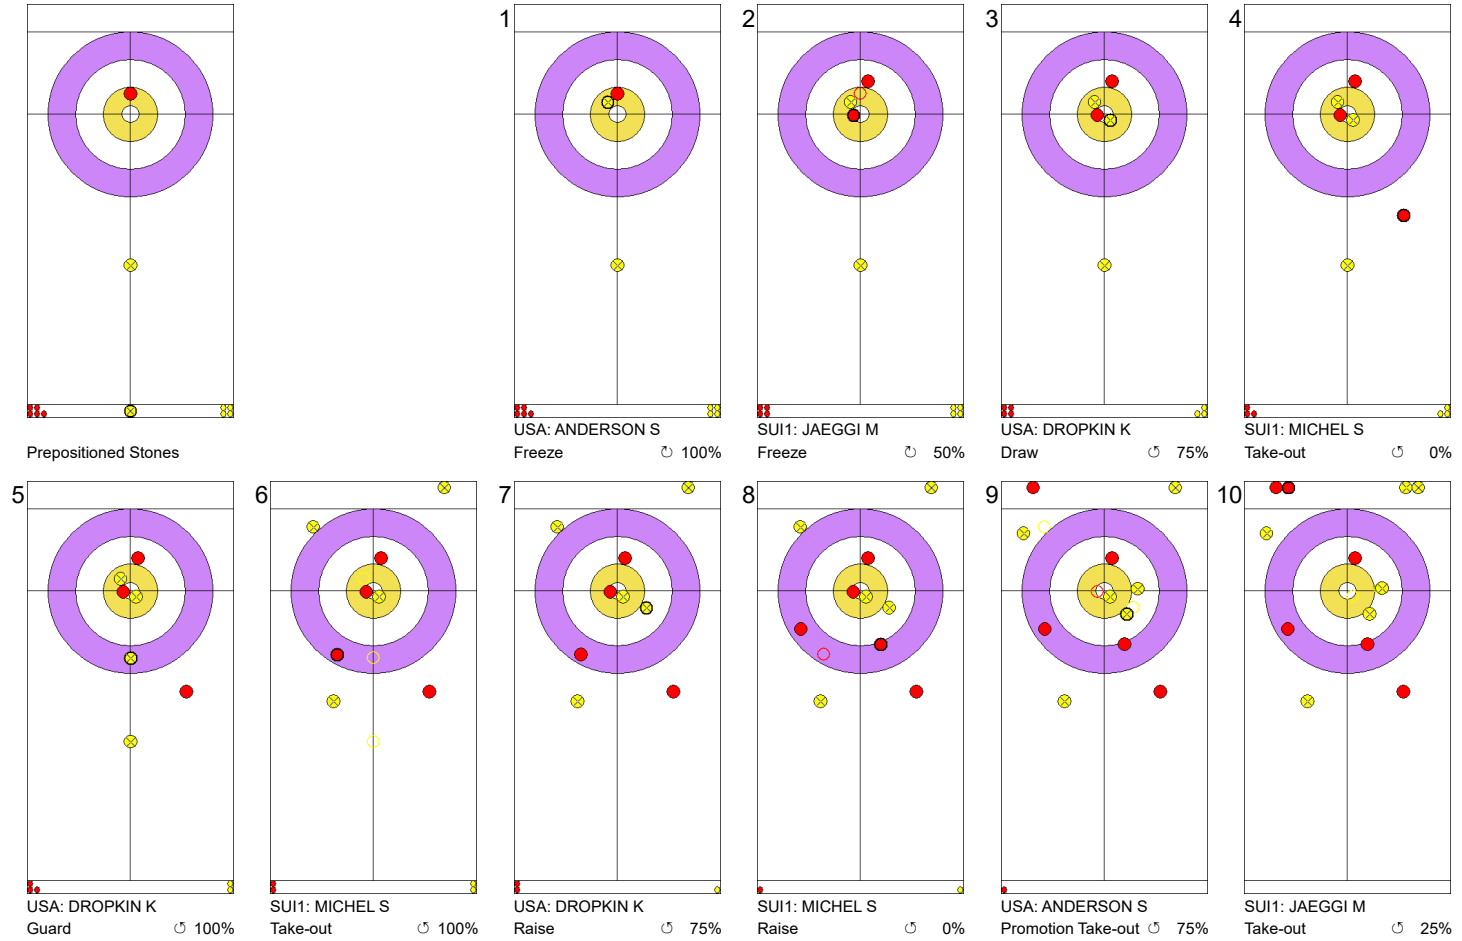 Prepositioned Stones
1
USA: ANDERSON S
Freeze ↻ 100%
2
SUI1: JAEGGI M
Freeze ↻ 50%
3
USA: DROPKIN K
Draw ↺ 75%
4
SUI1: MICHEL S
Take-out ↺ 0%
5
USA: DROPKIN K
Guard ↺ 100%
6
SUI1: MICHEL S
Take-out ↺ 100%
7
USA: DROPKIN K
Raise ↺ 75%
8
SUI1: MICHEL S
Raise ↺ 0%
9
USA: ANDERSON S
Promotion Take-out ↺ 75%
10
SUI1: JAEGGI M
Take-out ↺ 25%